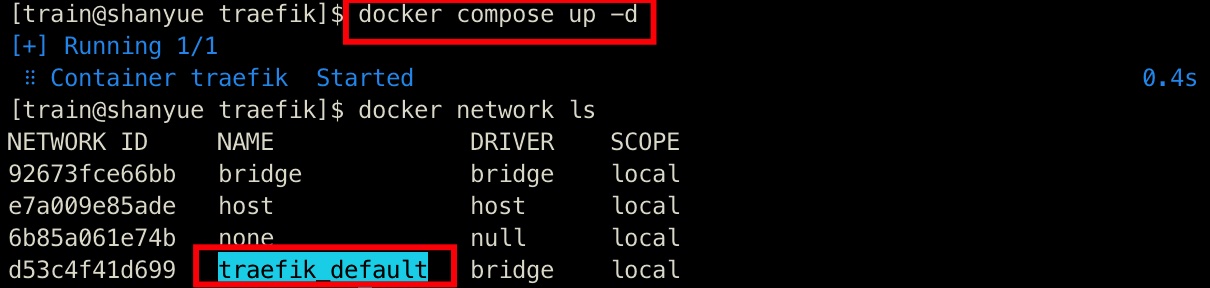 [train@shanyue traefik]$ docker compose up -d
[+] Running 1/1
⠿ Container traefik  Started 0.4s
[train@shanyue traefik]$ docker network ls
NETWORK ID     NAME              DRIVER    SCOPE
92673fce66bb   bridge            bridge    local
e7a009e85ade   host              host      local
6b85a061e74b   none              null      local
d53c4f41d699   traefik_default   bridge    local